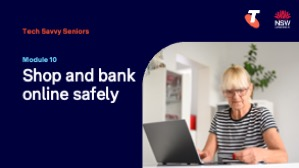 Tech Savvy Seniors
NSW
Module 10
Shop and bank
online safely